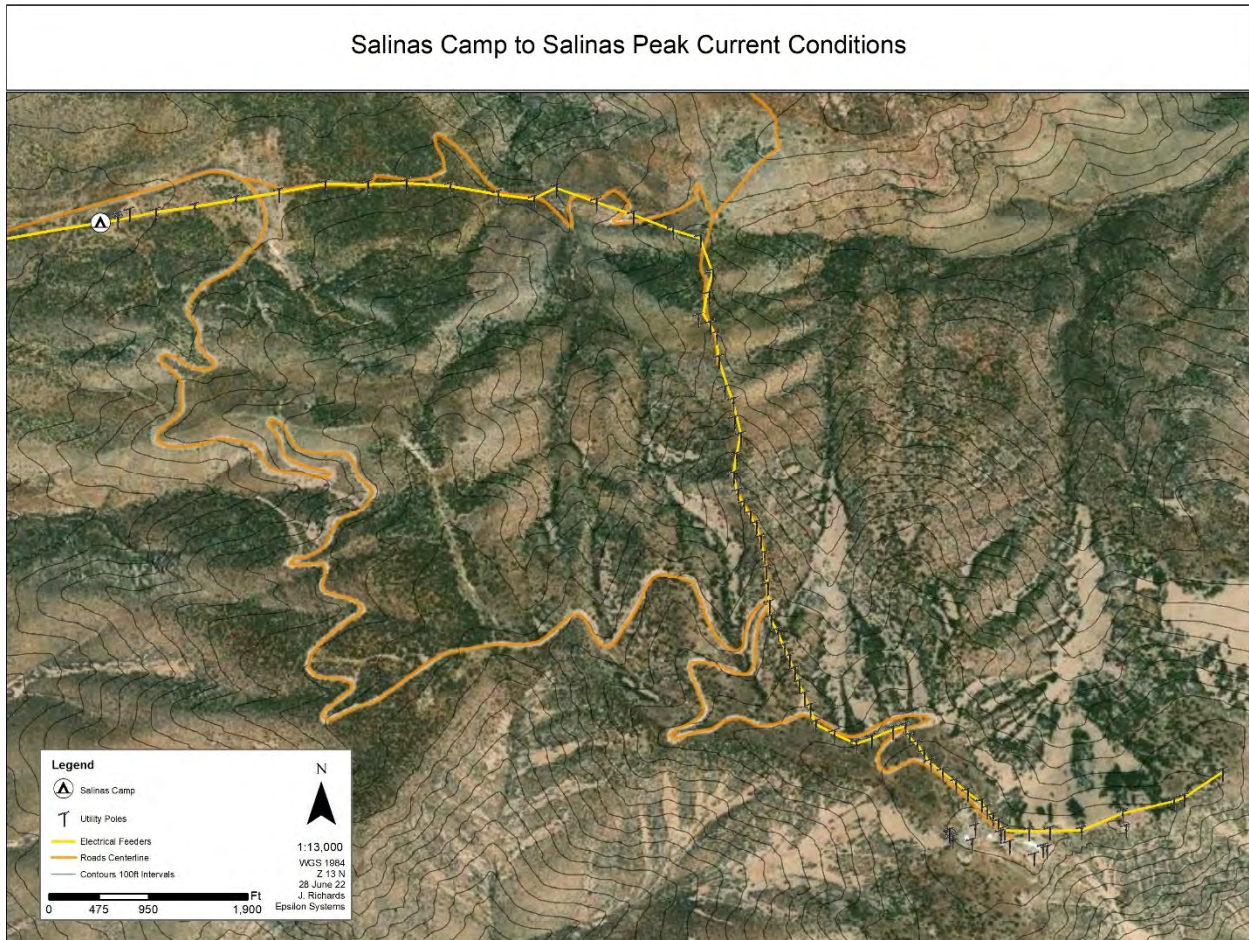 Salinas Camp to Salinas Peak Current Conditions
Legend
Salinas Camp
Utility Poles
Electrical Feeders
Roads Centerline
Contours 100ft Intervals
N
1:13,000
WGS 1984
Z 13 N
28 June 22
J. Richards
Epsilon Systems
Ft
0 475 950 1,900